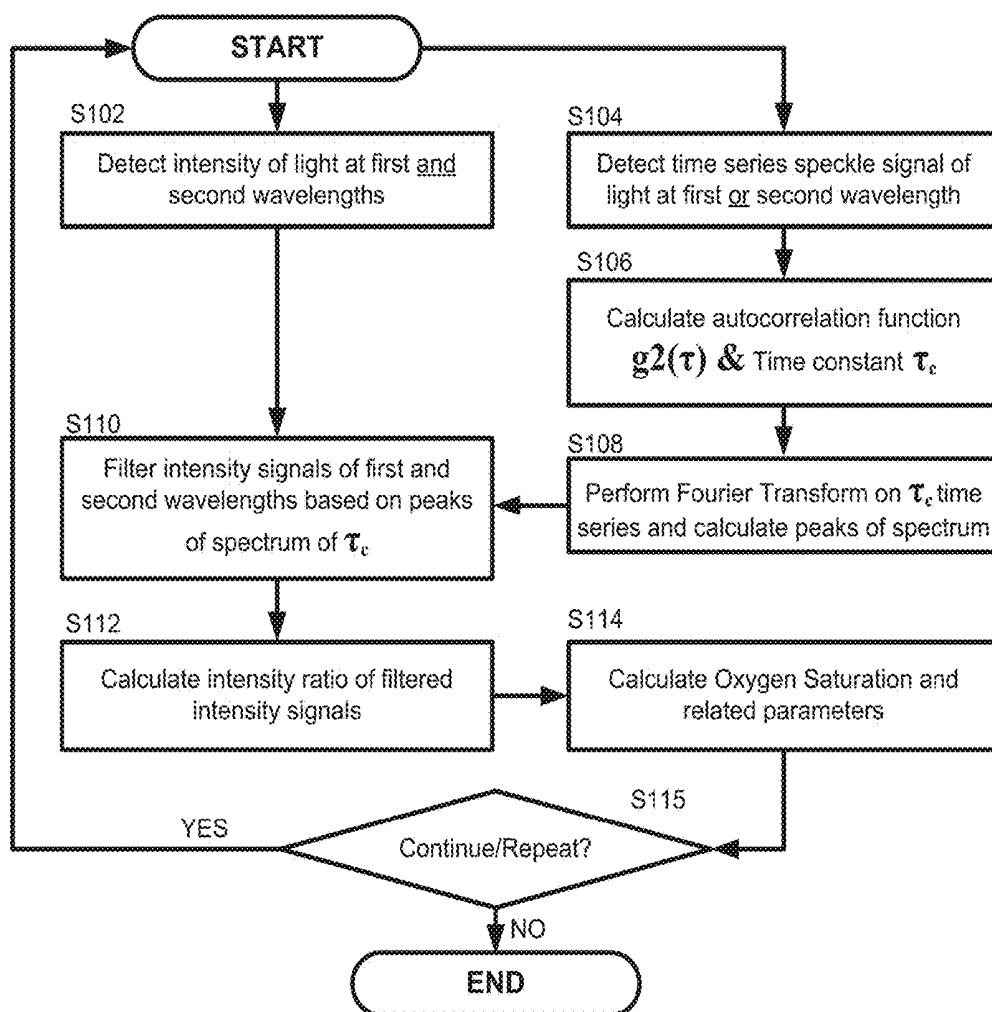 START
S102
Detect intensity of light at first and
second wavelengths
S104
Detect time series speckle signal of
light at first or second wavelength
S106
Calculate autocorrelation function
g2(τ) & Time constant τc
S108
Perform Fourier Transform on τc time
series and calculate peaks of spectrum
S110
Filter intensity signals of first and
second wavelengths based on peaks
of spectrum of τc
S112
Calculate intensity ratio of filtered
intensity signals
S114
Calculate Oxygen Saturation and
related parameters
S115
Continue/Repeat?
YES
NO
END